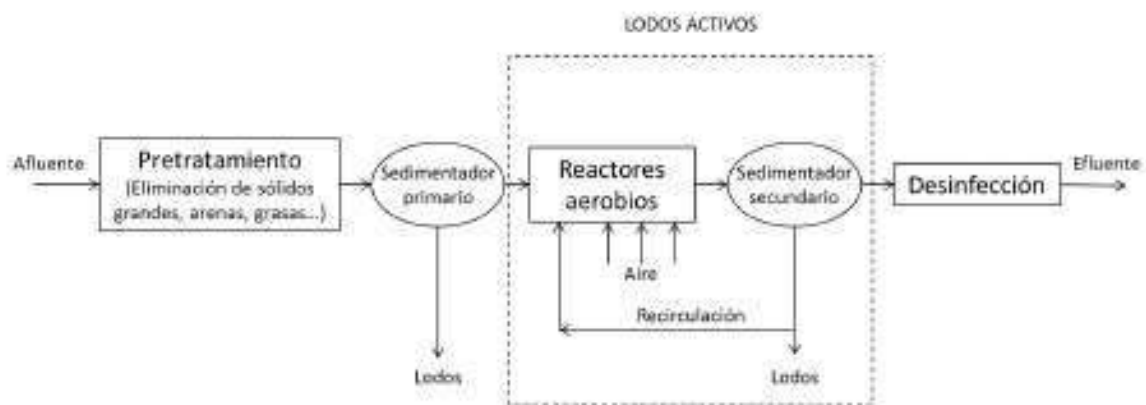 LODOS ACTIVOS
Afluente
Pretratamiento
(Eliminación de sólidos
grandes, arenas, grasas...)
Sedimentador
primario
Reactores
aerobios
Sedimentador
secundario
Desinfección
Efluente
Aire
Recirculación
Lodos
Lodos